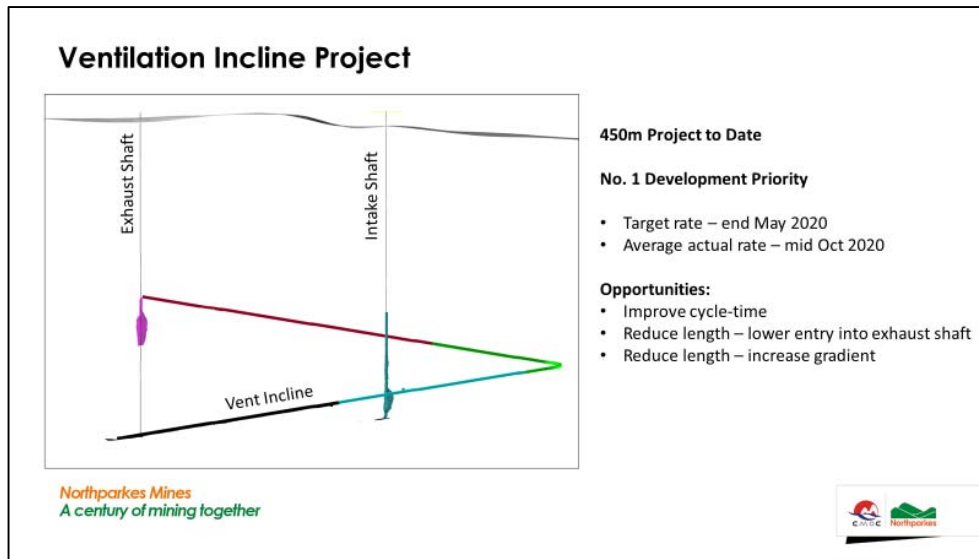 Ventilation Incline Project
Exhaust Shaft
Intake Shaft
Vent Incline
450m Project to Date
No. 1 Development Priority
• Target rate – end May 2020
• Average actual rate – mid Oct 2020
Opportunities:
• Improve cycle-time
• Reduce length – lower entry into exhaust shaft
• Reduce length – increase gradient
Northparkes Mines
A century of mining together
CMOC
Northparkes